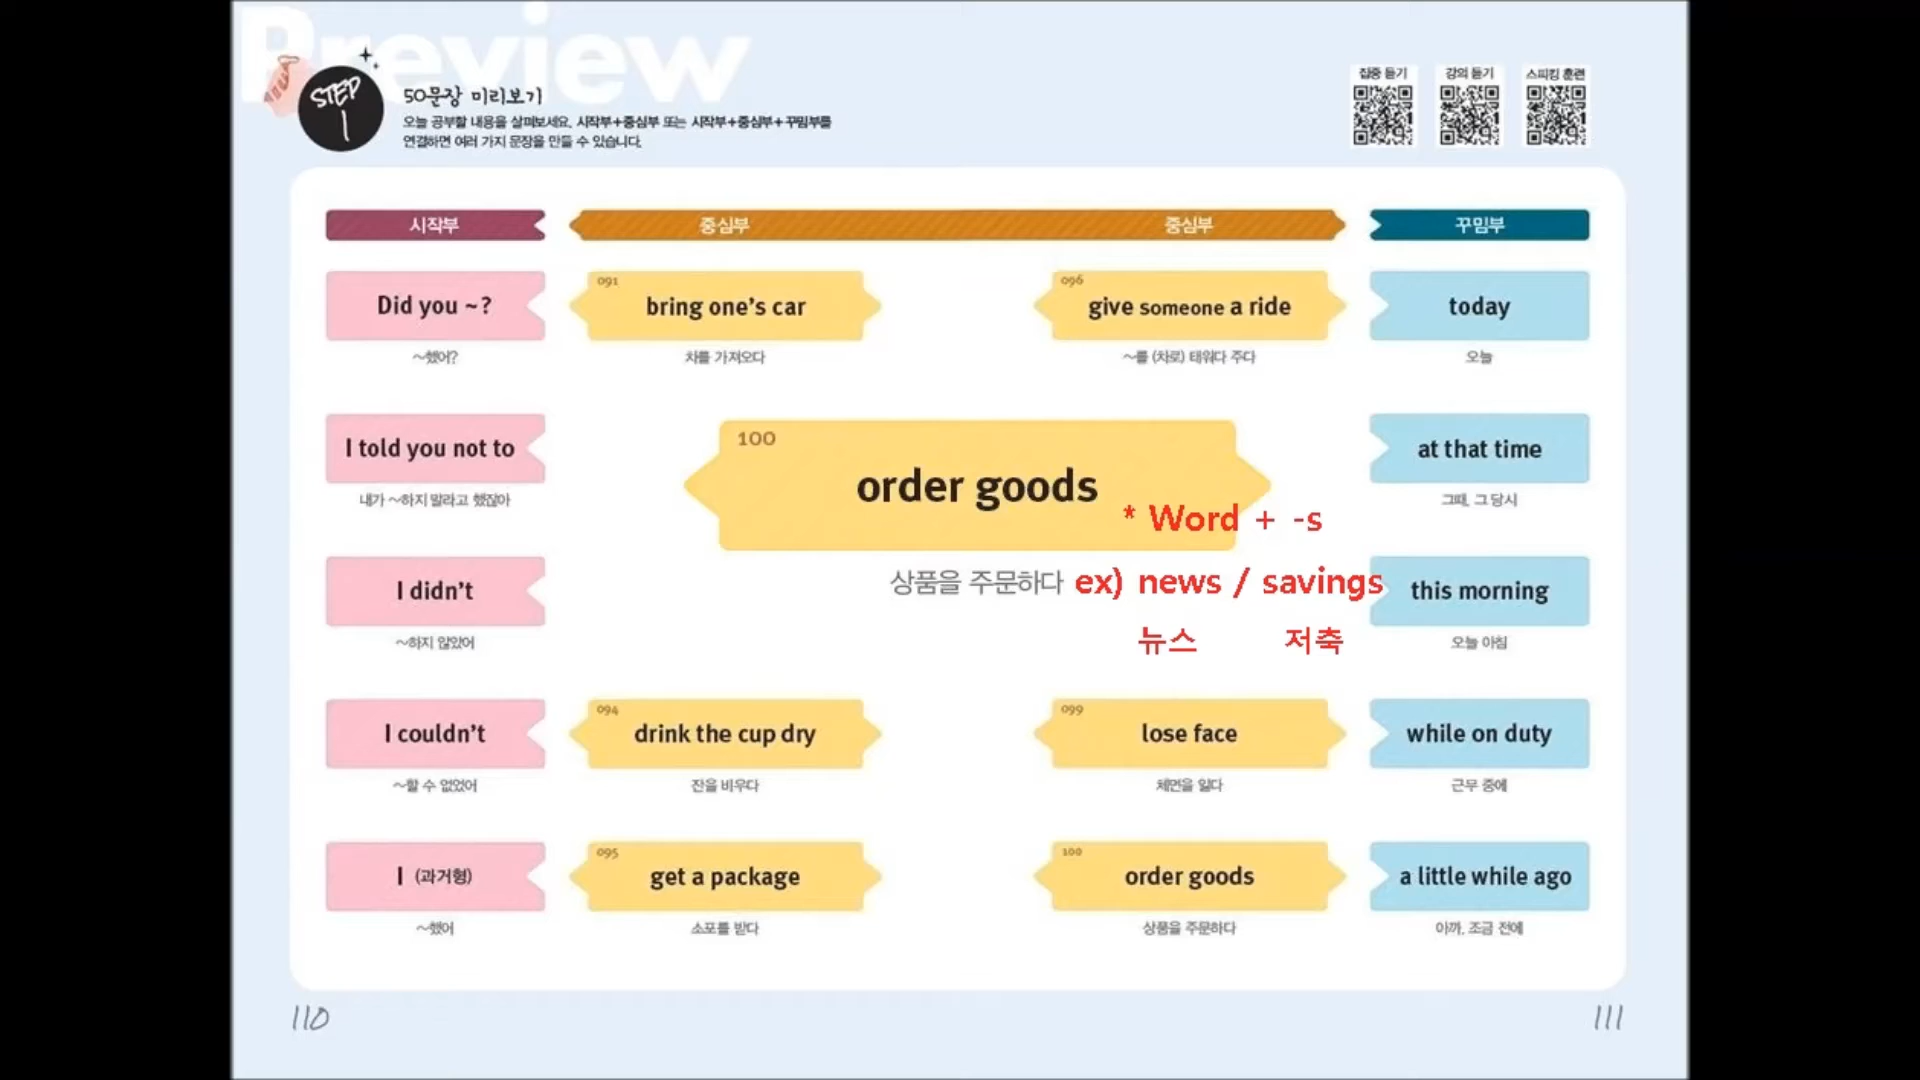 Preview
STEP
1
50문장 미리보기
오늘 공부할 내용을 살펴보세요. 시작부+중심부 또는 시작부+중심부+꾸밈부를
연결하면 여러 가지 문장을 만들 수 있습니다.
집중 듣기
강의 듣기
스피킹 훈련
시작부
중심부
중심부
꾸밈부
Did you ~?
~했어?
091
bring one's car
차를 가져오다
096
give someone a ride
~를 (차로) 태워다 주다
today
오늘
I told you not to
내가 ~하지 말라고 했잖아
100
order goods
상품을 주문하다
* Word + -s
ex) news / savings
뉴스 저축
at that time
그때, 그 당시
I didn't
~하지 않았어
this morning
오늘 아침
I couldn't
~할 수 없었어
094
drink the cup dry
잔을 비우다
099
lose face
체면을 잃다
while on duty
근무 중에
I (과거형)
~했어
095
get a package
소포를 받다
100
order goods
상품을 주문하다
a little while ago
아까, 조금 전에
110
111